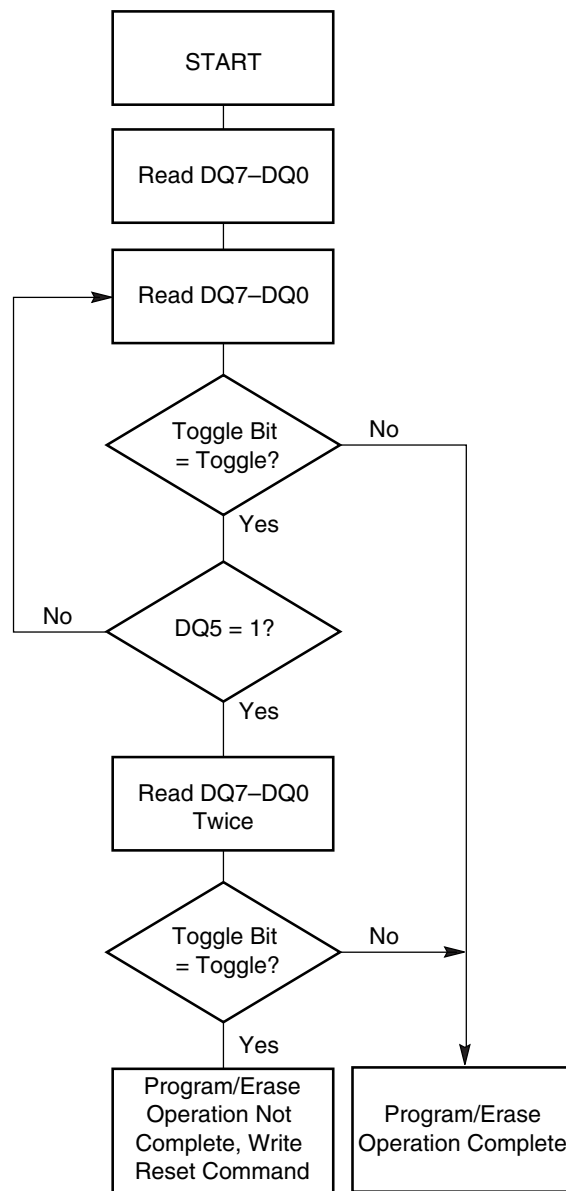 START
Read DQ7–DQ0
Read DQ7–DQ0
Toggle Bit
= Toggle?
No
Yes
No
DQ5 = 1?
Yes
Read DQ7–DQ0
Twice
Toggle Bit
= Toggle?
No
Yes
Program/Erase
Operation Not
Complete, Write
Reset Command
Program/Erase
Operation Complete